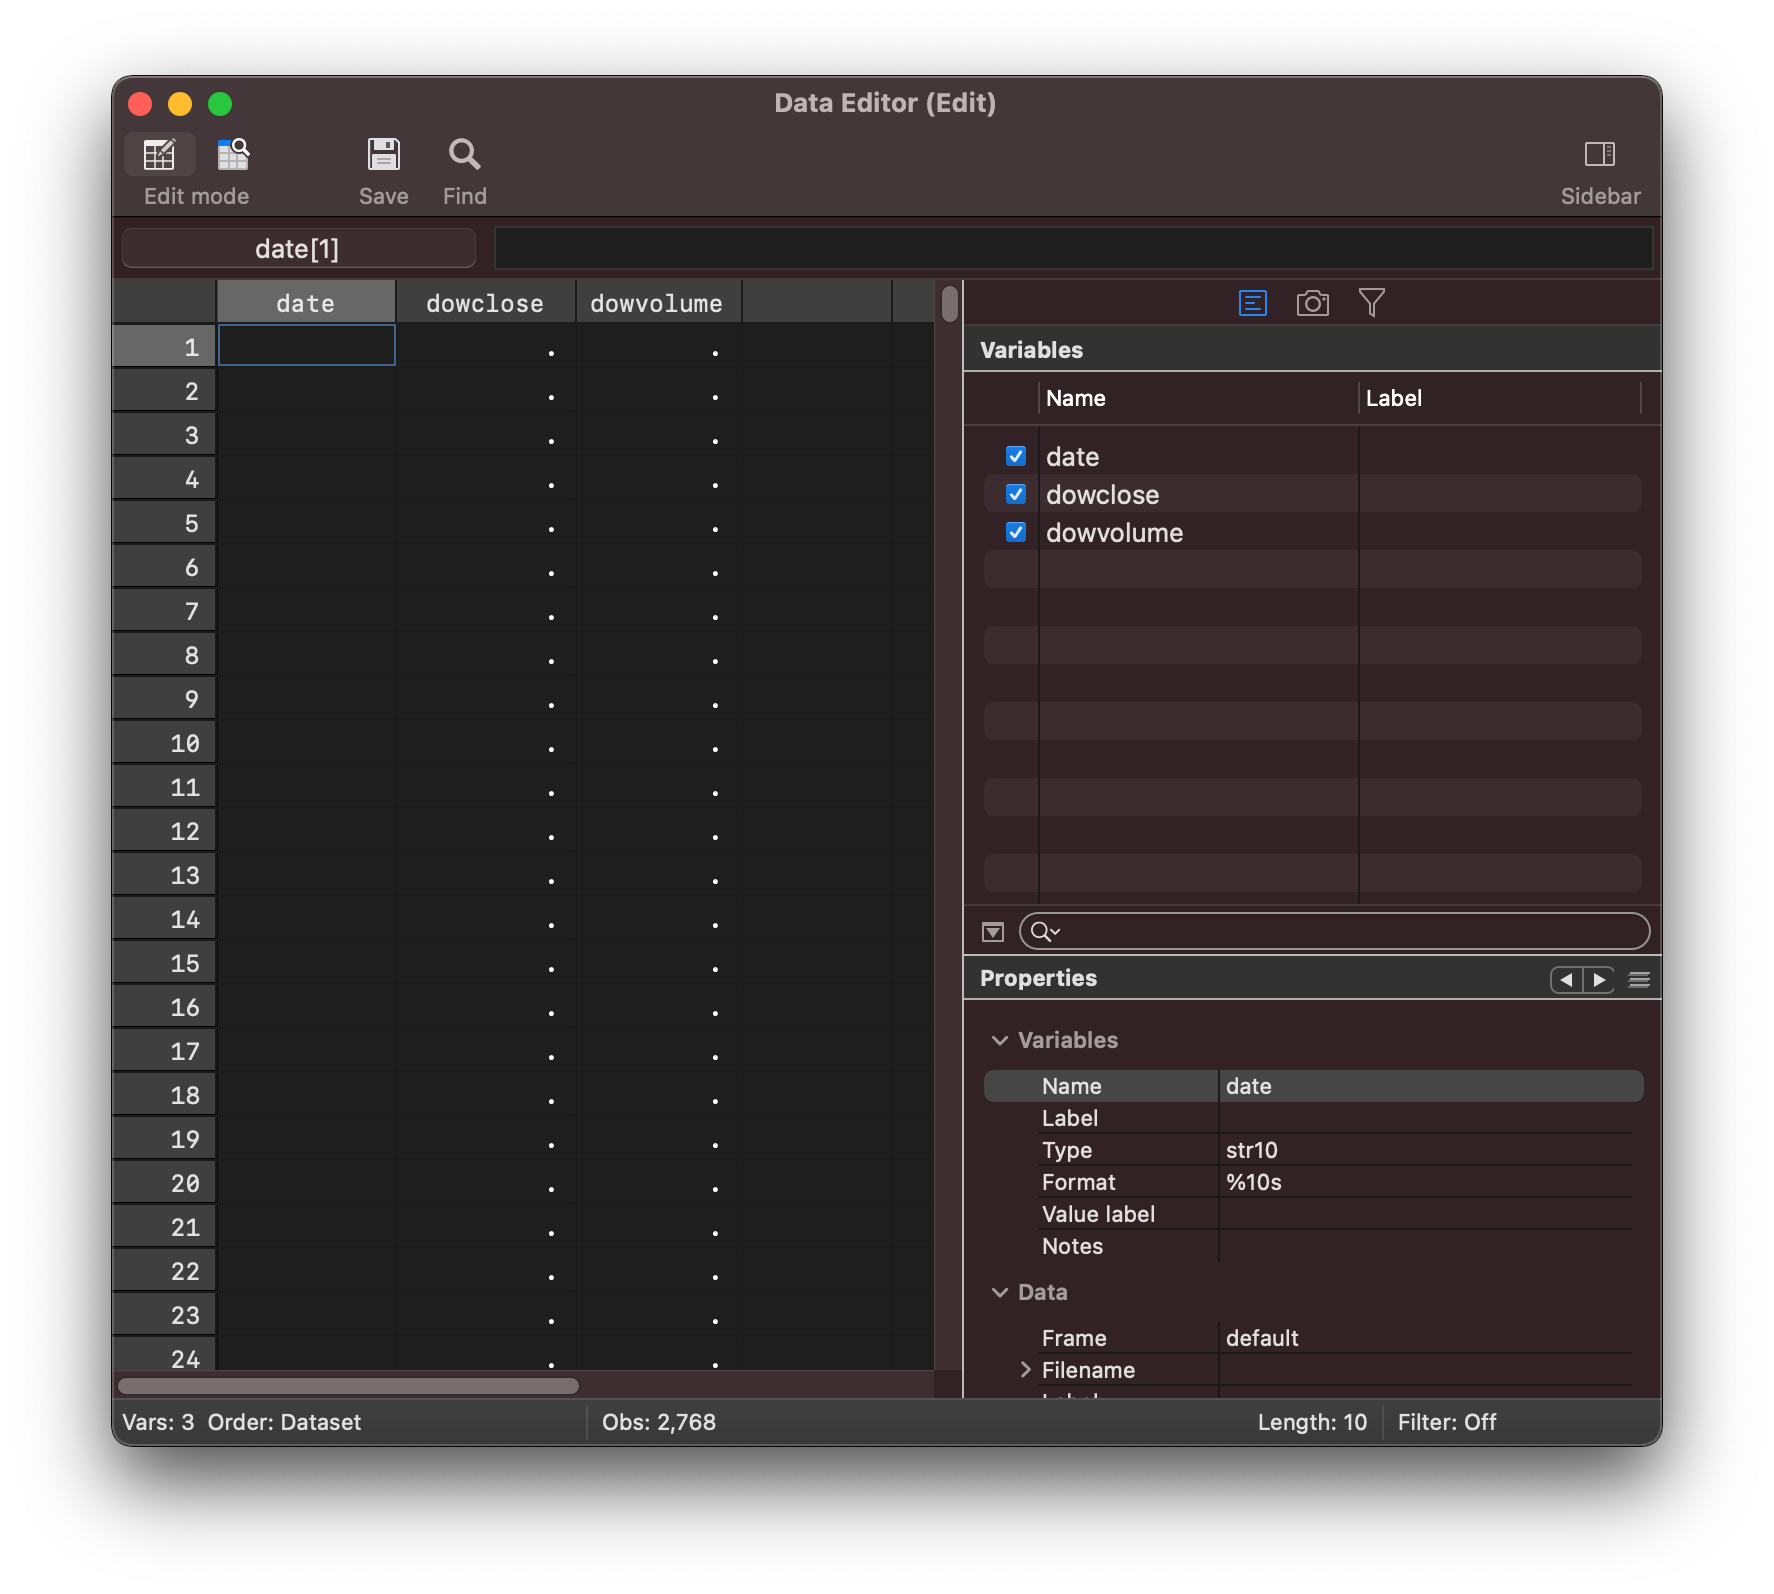 Data Editor (Edit)
Edit mode
Save
Find
Sidebar
date[1]
date dowclose dowvolume
1 . .
2 . .
3 . .
4 . .
5 . .
6 . .
7 . .
8 . .
9 . .
10 . .
11 . .
12 . .
13 . .
14 . .
15 . .
16 . .
17 . .
18 . .
19 . .
20 . .
21 . .
22 . .
23 . .
24 . .
Variables
Name Label
date
dowclose
dowvolume
Properties
Variables
Name date
Label
Type str10
Format %10s
Value label
Notes
Data
Frame default
Filename
Vars: 3 Order: Dataset
Obs: 2,768
Length: 10
Filter: Off